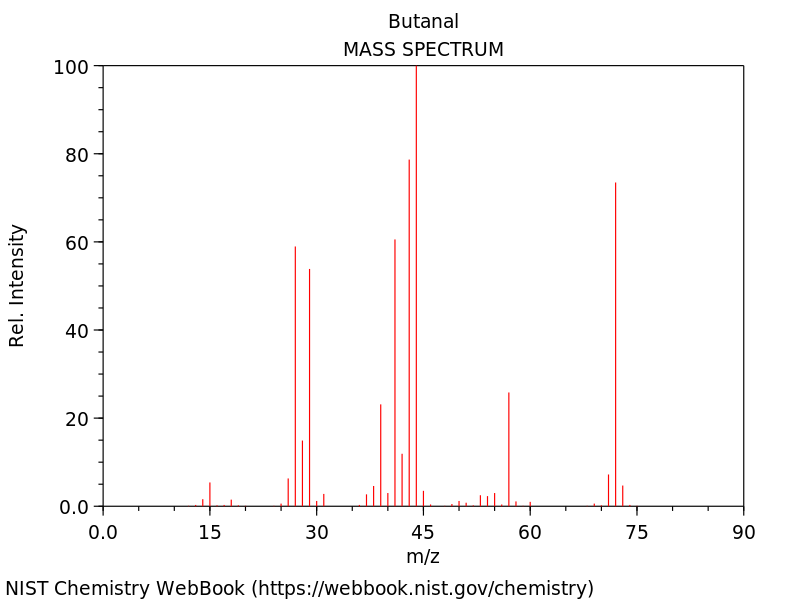 Butanal
MASS SPECTRUM
Rel. Intensity
100
80
60
40
20
0.0
0.0 15 30 45 60 75 90
m/z
NIST Chemistry WebBook (https://webbook.nist.gov/chemistry)